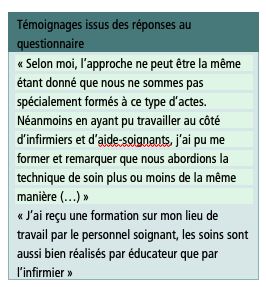 Témoignages issus des réponses au
questionnaire
« Selon moi, l’approche ne peut être la même
étant donné que nous ne sommes pas
spécialement formés à ce type d’actes.
Néanmoins en ayant pu travailler au côté
d’infirmiers et d’aide-soignants, j’ai pu me
former et remarquer que nous abordions la
technique de soin plus ou moins de la même
manière (…) »
« J’ai reçu une formation sur mon lieu de
travail par le personnel soignant, les soins sont
aussi bien réalisés par éducateur que par
l’infirmier »